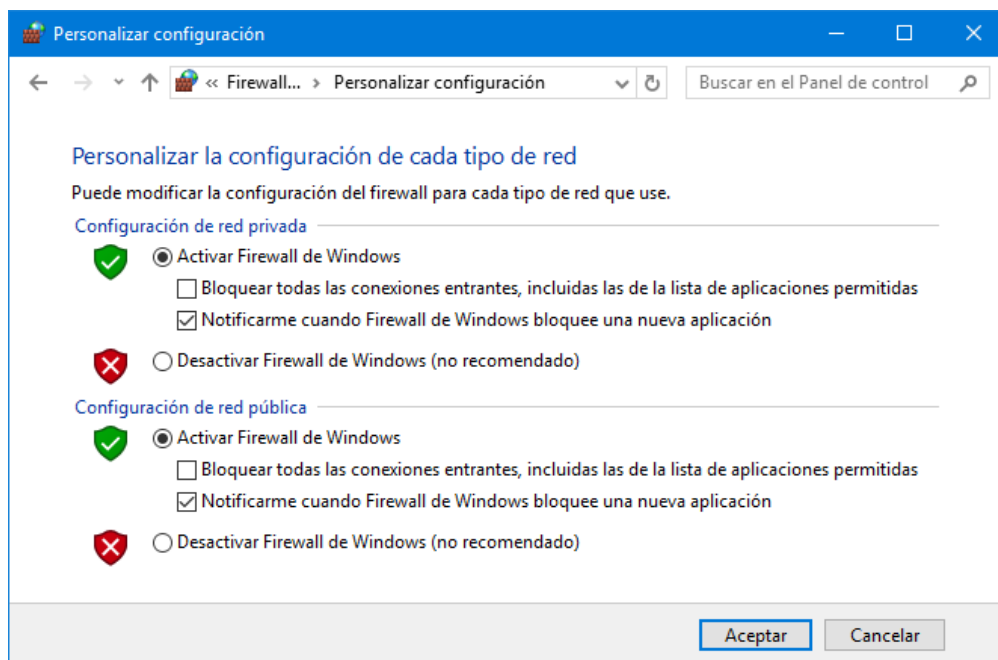 Personalizar configuración
« Firewall... › Personalizar configuración
Buscar en el Panel de control
Personalizar la configuración de cada tipo de red
Puede modificar la configuración del firewall para cada tipo de red que use.
Configuración de red privada
Activar Firewall de Windows
Bloquear todas las conexiones entrantes, incluidas las de la lista de aplicaciones permitidas
Notificarme cuando Firewall de Windows bloquee una nueva aplicación
Desactivar Firewall de Windows (no recomendado)
Configuración de red pública
Activar Firewall de Windows
Bloquear todas las conexiones entrantes, incluidas las de la lista de aplicaciones permitidas
Notificarme cuando Firewall de Windows bloquee una nueva aplicación
Desactivar Firewall de Windows (no recomendado)
Aceptar
Cancelar